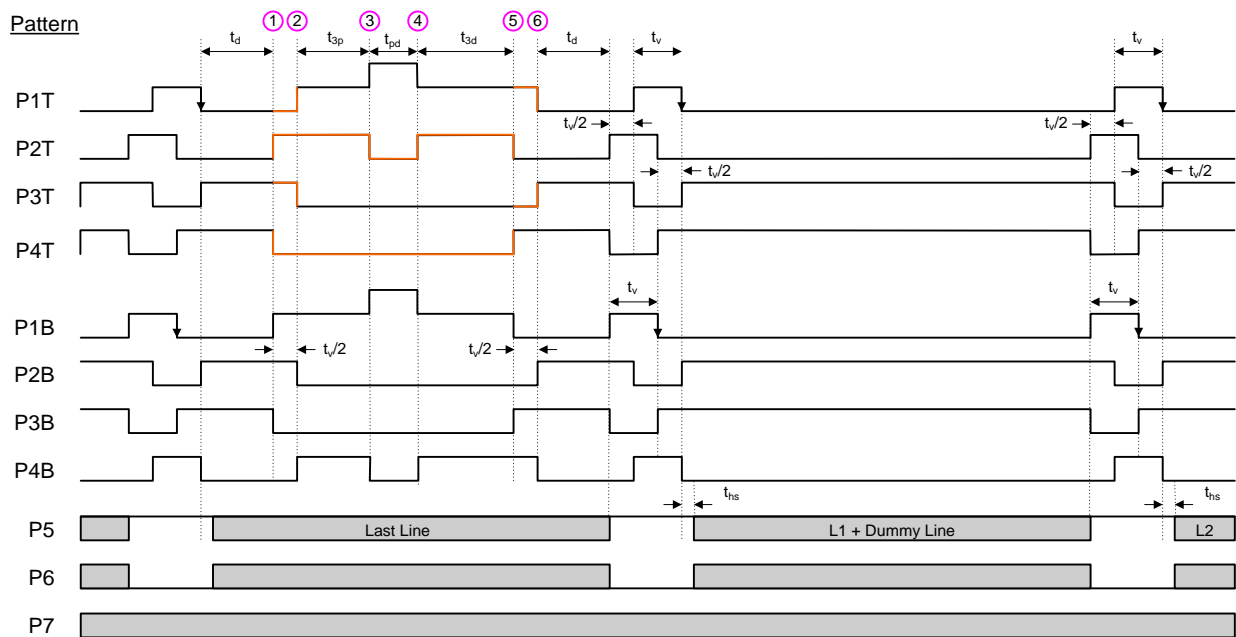 Pattern
1 2 3 4 5 6
td t3p tpd t3d td tv tv
P1T
tv/2 tv/2
P2T
tv/2 tv/2
P3T
P4T
tv tv
P1B
tv/2 tv/2
P2B
P3B
P4B
ths ths
P5 Last Line L1 + Dummy Line L2
P6
P7